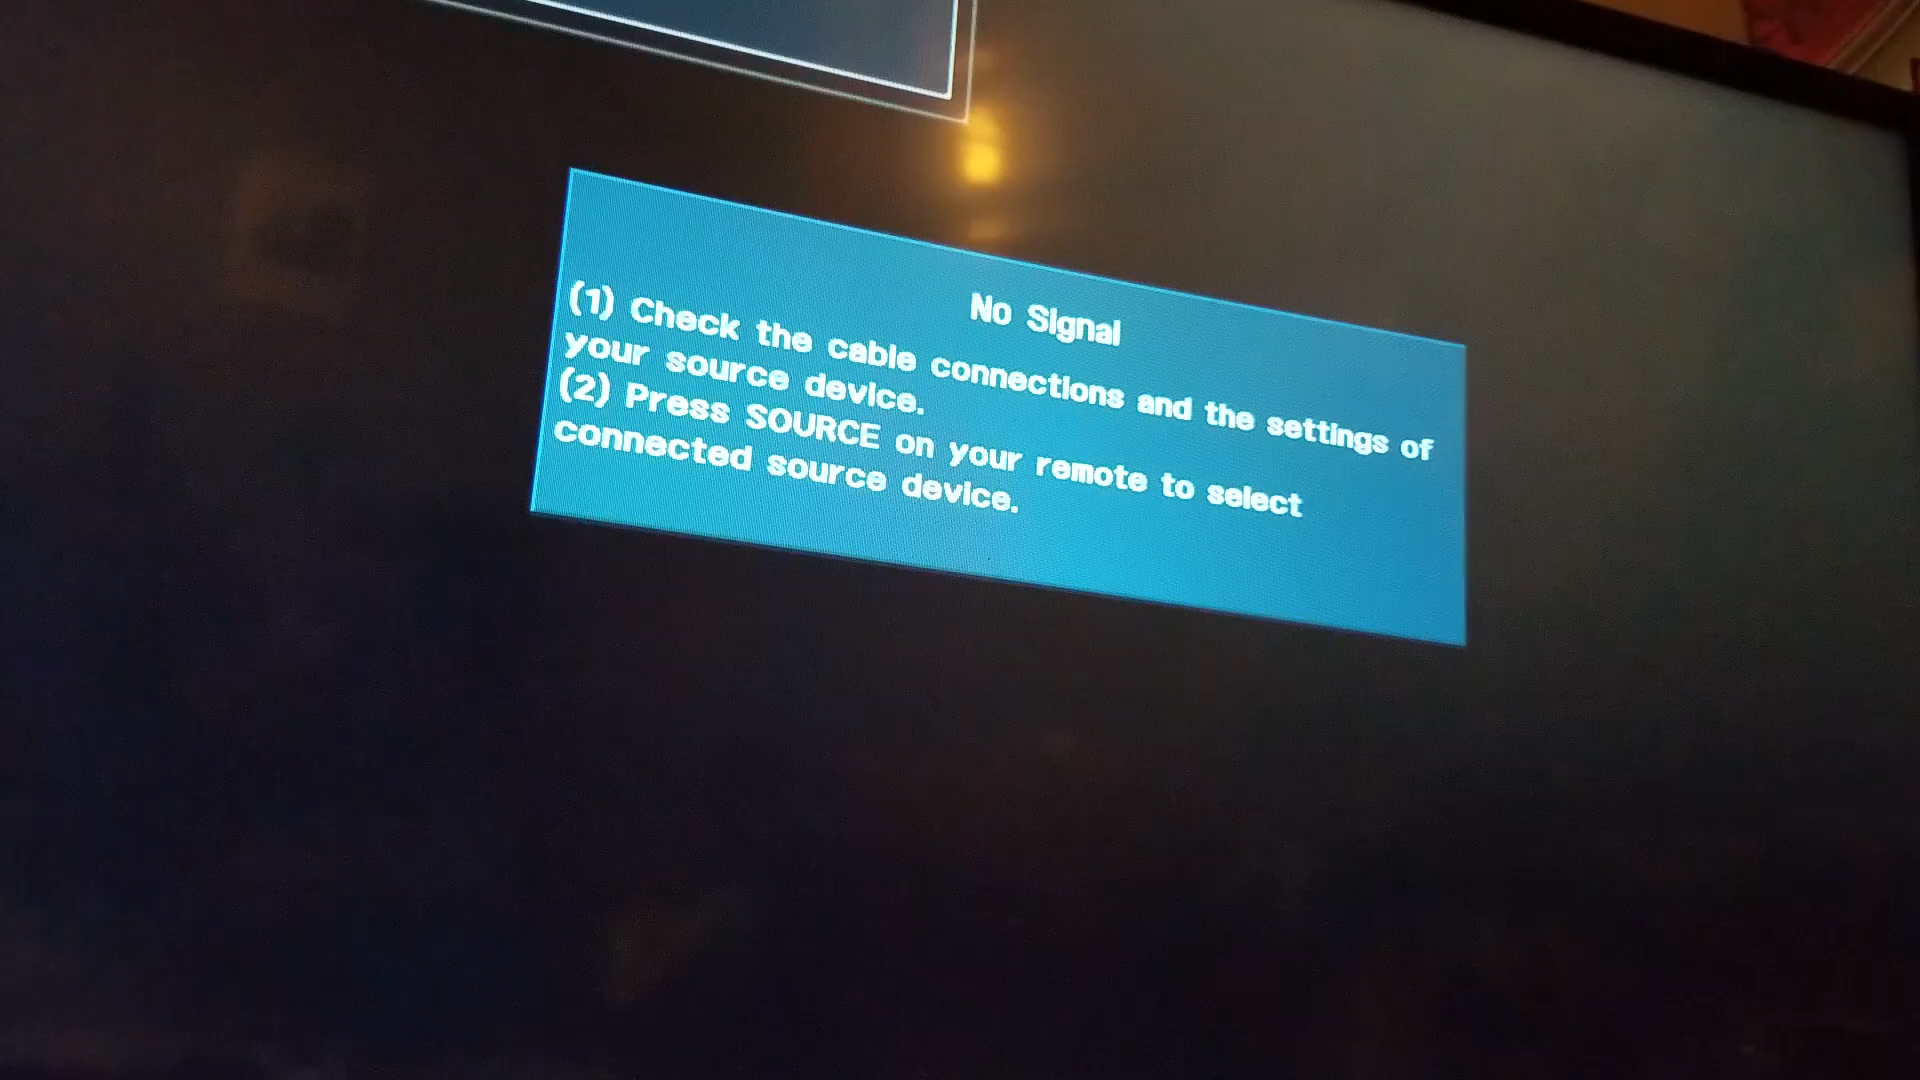 No Signal
(1) Check the cable connections and the settings of
your source device.
(2) Press SOURCE on your remote to select
connected source device.